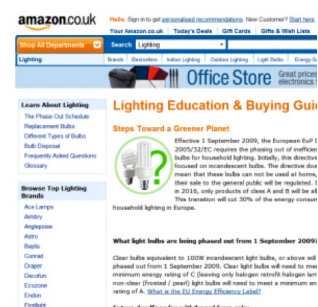 amazon.co.uk
Hello. Sign in to get personalised recommendations. New Customer? Start here
Your Amazon.co.uk | Today's Deals | Gift Cards | Gifts & Wish Lists
Shop All Departments Search Lighting
Lighting Brands Bestsellers Indoor Lighting Outdoor Lighting Light Bulbs Energy
Office Store Great prices
electronics
Learn About Lighting
The Phase Out Schedule
Replacement Bulbs
Different Types of Bulbs
Bulb Disposal
Frequently Asked Questions
Glossary
Browse Top Lighting
Brands
Ace Lamps
Aimbry
Anglepoise
Astro
Baylis
Conrad
Draper
Decofun
Elcotezone
Endon
Firelight
Lighting Education & Buying Gui
Steps Toward a Greener Planet
Effective 1 September 2009, the European EuP D
2005/32/EC requires the phasing out of inefficien
bulbs for household lighting. Initially, this directive
focused on incandescent bulbs. The directive doe
mean that these bulbs can not be used at home,
their sale to the general public will be regulated.
in 2016, only products of class A and B will be all
This transition will cut 30% of the energy consum
household lighting in Europe.
What light bulbs are being phased out from 1 September 2009?
Clear bulbs equivalent to 100W incandescent light bulbs, or above will
phased out from 1 September 2009. Clear light bulbs will need to mee
minimum energy rating of C (leaving only halogen retrofit halogen lam
non-clear (frosted / pearl) light bulbs will need to meet a minimum en
rating of A. What is the EU Energy Efficiency Label?